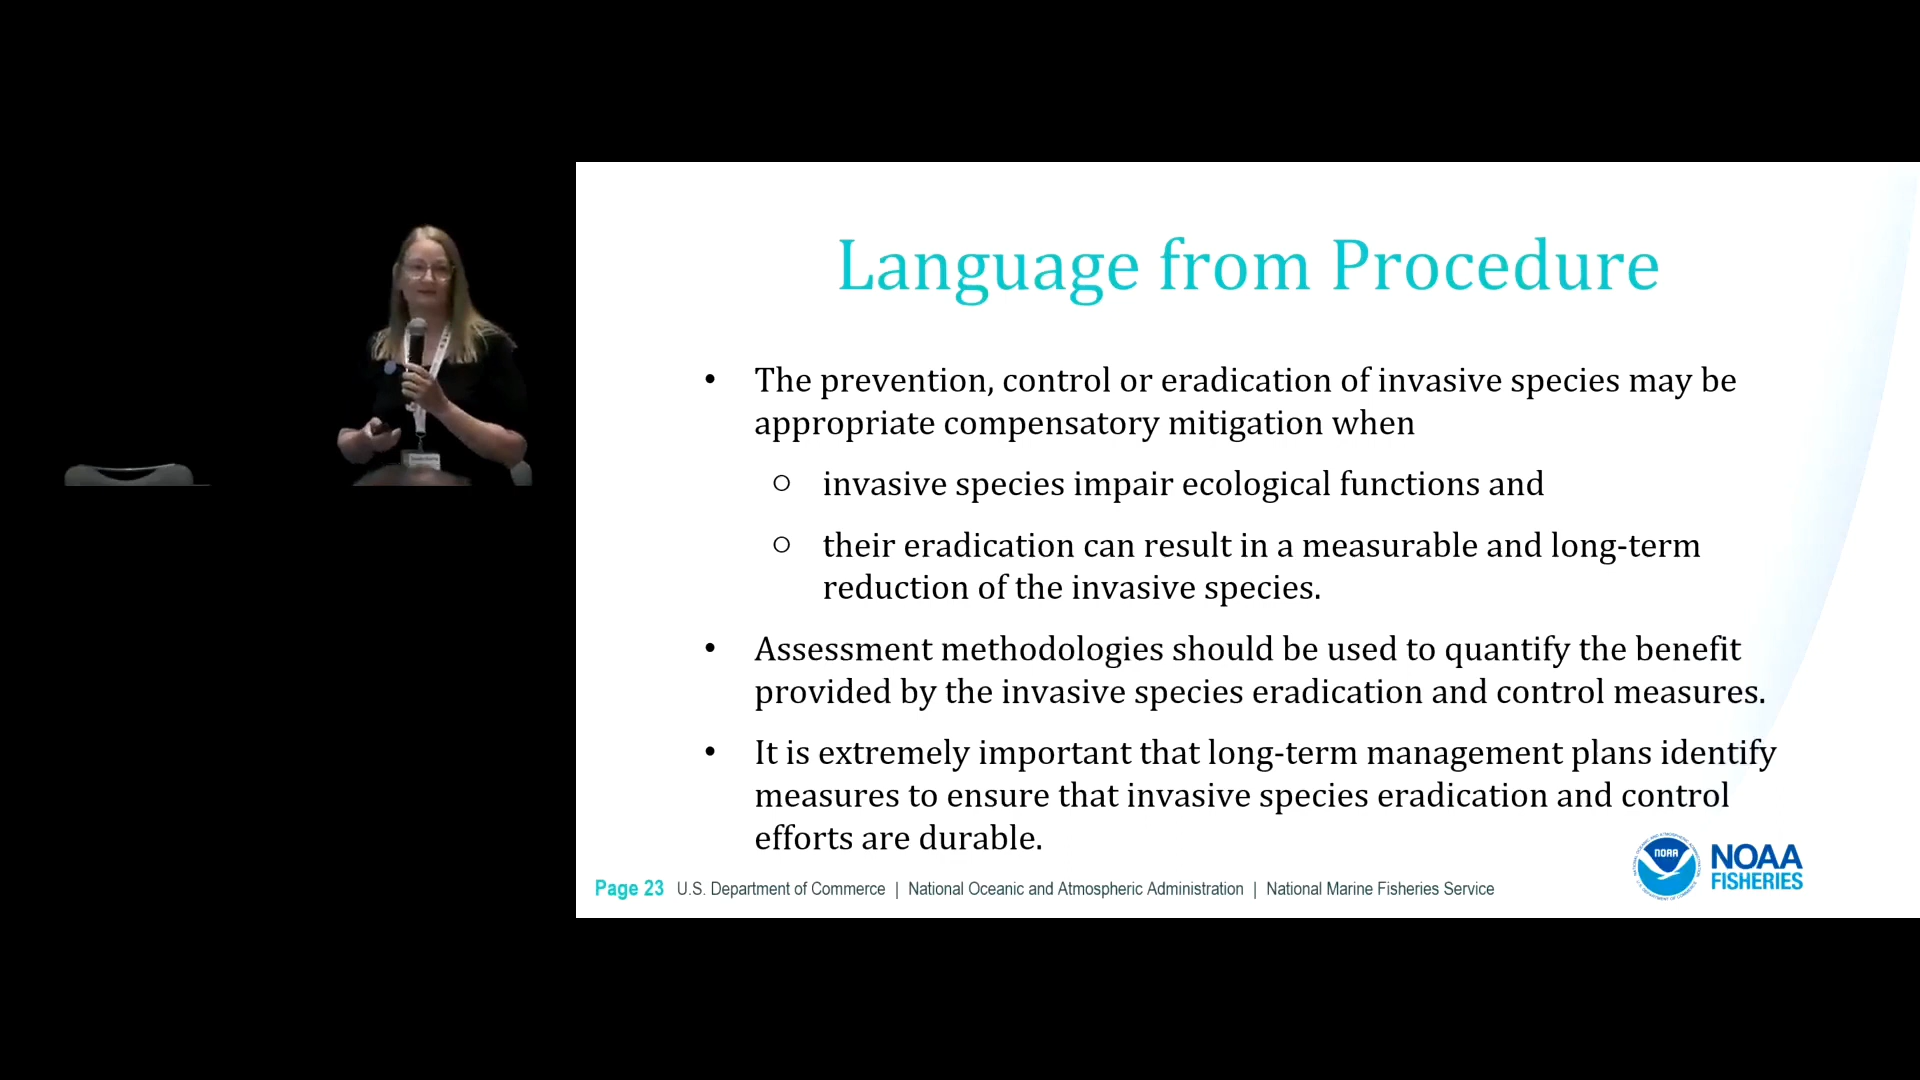 Language from Procedure
• The prevention, control or eradication of invasive species may be
appropriate compensatory mitigation when
○ invasive species impair ecological functions and
○ their eradication can result in a measurable and long-term
reduction of the invasive species.
• Assessment methodologies should be used to quantify the benefit
provided by the invasive species eradication and control measures.
• It is extremely important that long-term management plans identify
measures to ensure that invasive species eradication and control
efforts are durable.
Page 23 U.S. Department of Commerce | National Oceanic and Atmospheric Administration | National Marine Fisheries Service
NOAA
NOAA
FISHERIES